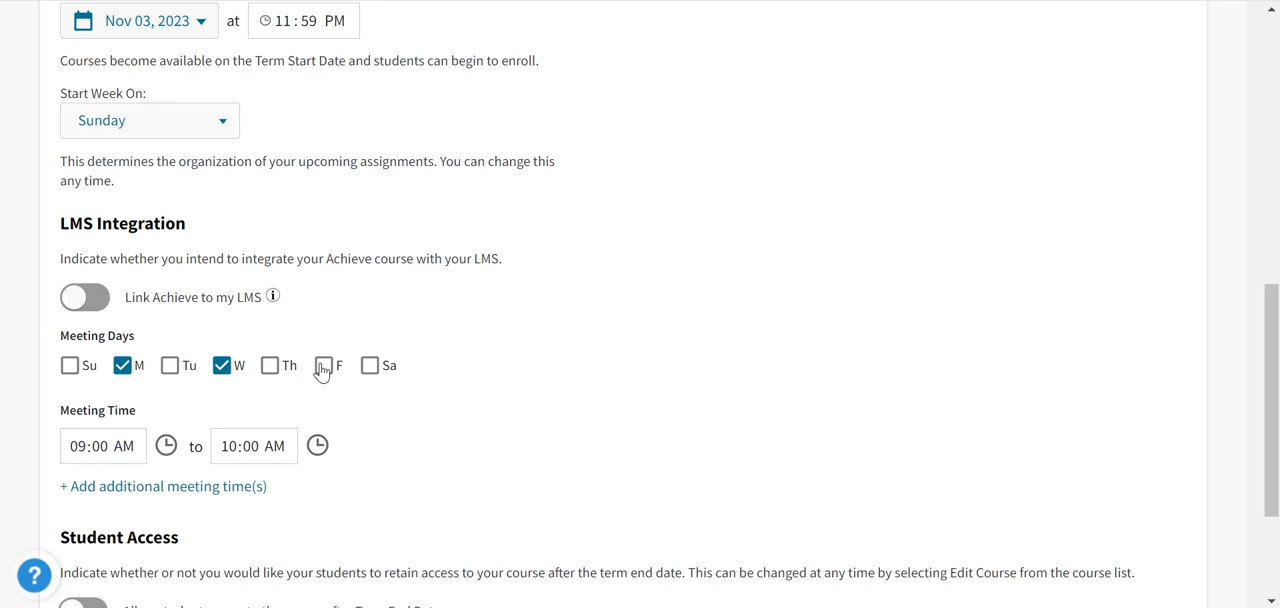 Nov 03, 2023 at 11 : 59 PM
Courses become available on the Term Start Date and students can begin to enroll.
Start Week On:
Sunday
This determines the organization of your upcoming assignments. You can change this
any time.
LMS Integration
Indicate whether you intend to integrate your Achieve course with your LMS.
Link Achieve to my LMS
Meeting Days
Su M Tu W Th F Sa
Meeting Time
09:00 AM to 10:00 AM
+ Add additional meeting time(s)
Student Access
Indicate whether or not you would like your students to retain access to your course after the term end date. This can be changed at any time by selecting Edit Course from the course list.
?